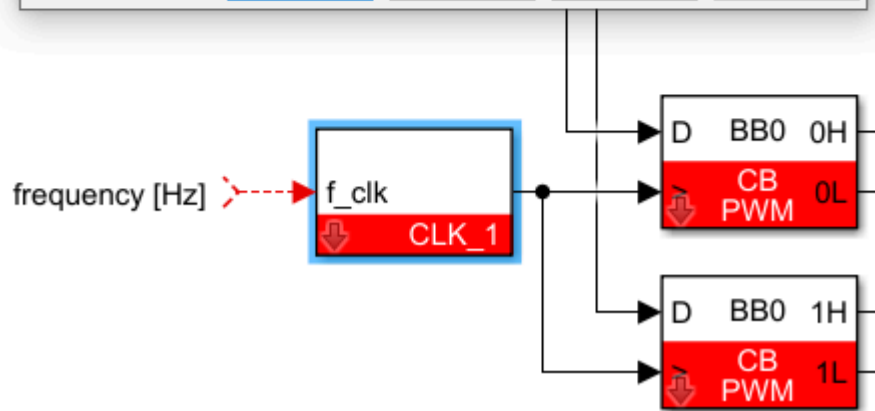 frequency [Hz]
f_clk
CLK_1
D BB0 0H
> CB 0L
PWM
D BB0 1H
> CB 1L
PWM